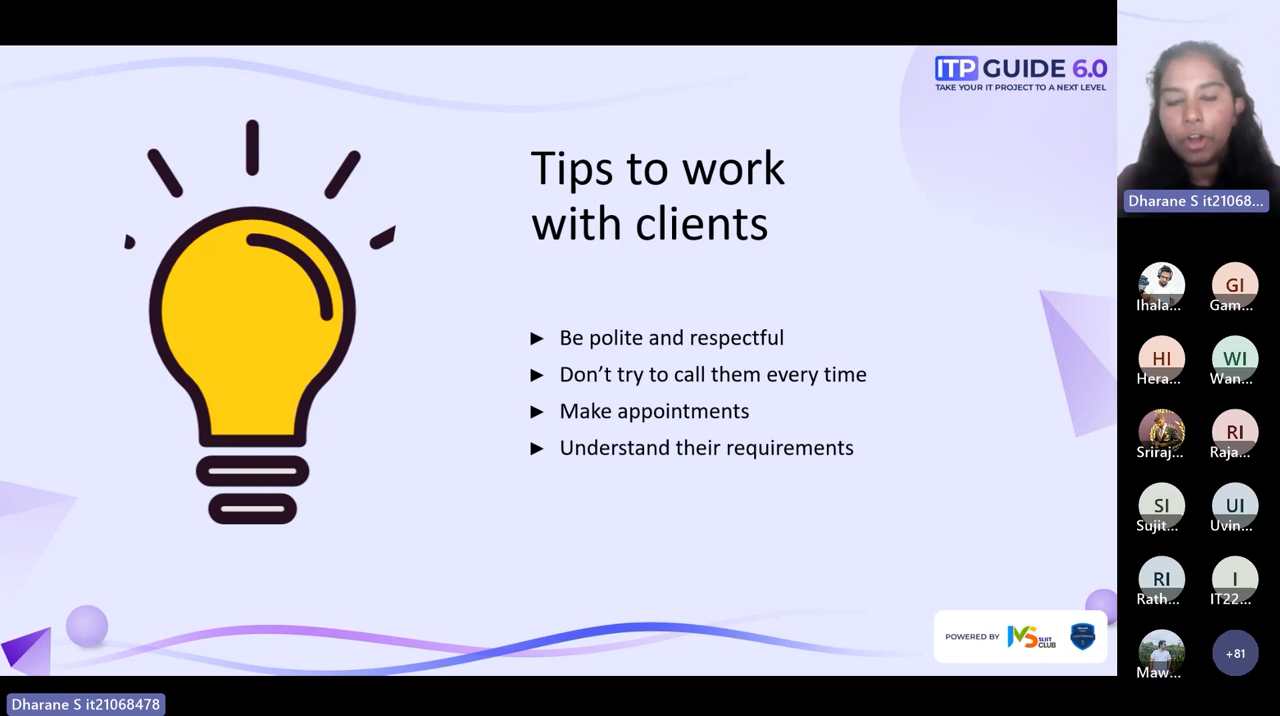 ITP GUIDE 6.0
TAKE YOUR IT PROJECT TO A NEXT LEVEL
Tips to work
with clients
► Be polite and respectful
► Don’t try to call them every time
► Make appointments
► Understand their requirements
POWERED BY
MS SLIIT CLUB
Dharane S it21068...
Ihala...
GI
Gam...
HI
Hera...
WI
Wan...
Sriraj...
RI
Raja...
SI
Sujit...
UI
Uvin...
RI
Rath...
I
IT22...
Maw...
+81
Dharane S it21068478